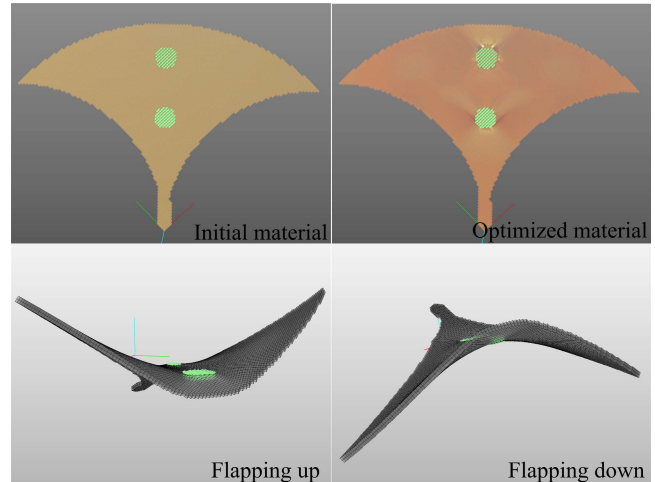 Initial material
Optimized material
Flapping up
Flapping down